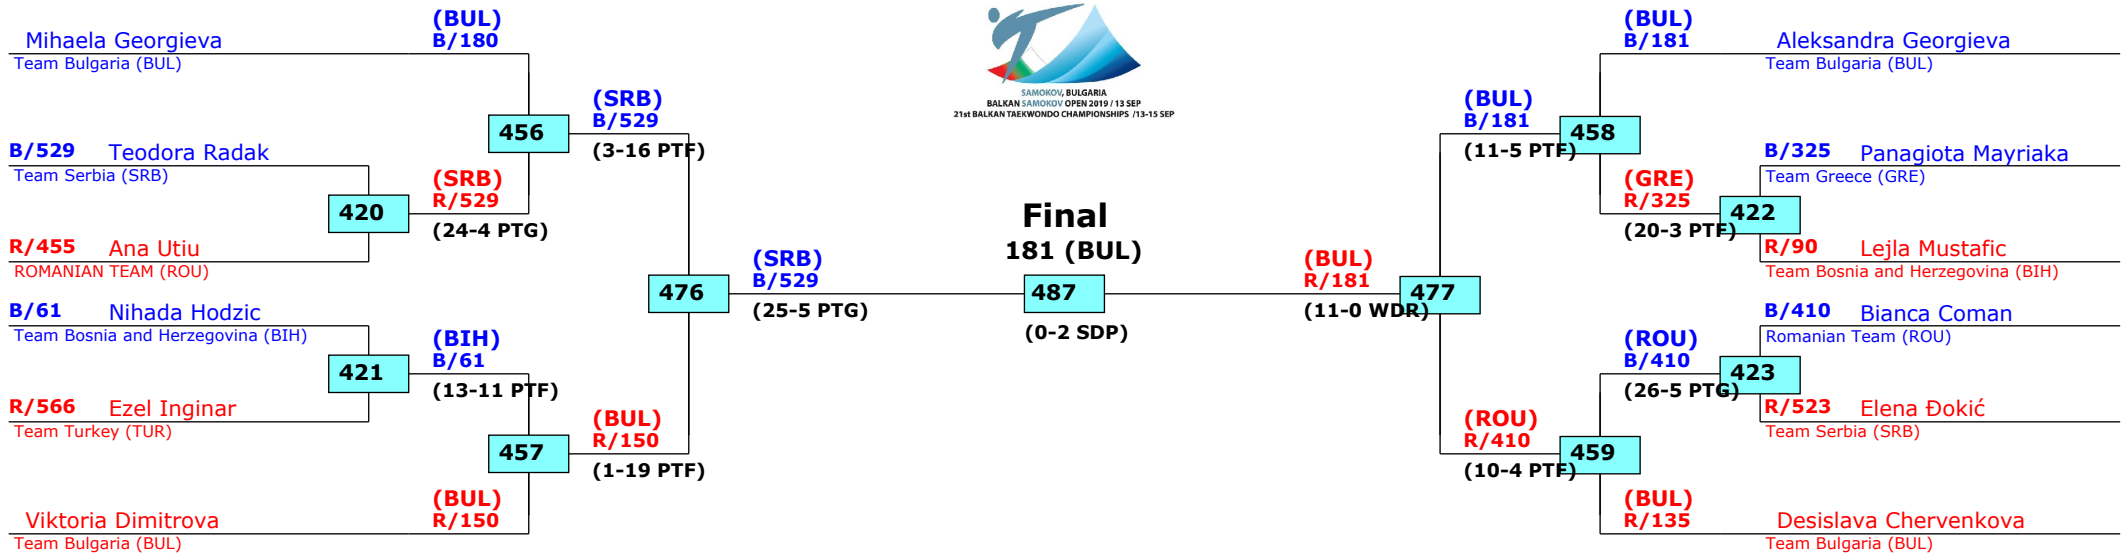 (BUL)
B/180
Mihaela Georgieva
Team Bulgaria (BUL)
B/529 Teodora Radak
Team Serbia (SRB)
R/455 Ana Utiu
ROMANIAN TEAM (ROU)
B/61 Nihada Hodzic
Team Bosnia and Herzegovina (BIH)
R/566 Ezel Inginar
Team Turkey (TUR)
(BUL)
R/150
Viktoria Dimitrova
Team Bulgaria (BUL)
420
(SRB)
R/529
(24-4 PTG)
421
(BIH)
B/61
(13-11 PTF)
456
(SRB)
B/529
(3-16 PTF)
457
(BUL)
R/150
(1-19 PTF)
476
(SRB)
B/529
(25-5 PTG)
SAMOKOV, BULGARIA
BALKAN SAMOKOV OPEN 2019 / 13 SEP
21st BALKAN TAEKWONDO CHAMPIONSHIPS /13-15 SEP
Final
181 (BUL)
487
(0-2 SDP)
(BUL)
R/181
(11-0 WDR)
477
(BUL)
B/181
(11-5 PTF)
458
(ROU)
R/410
(10-4 PTF)
459
(BUL)
B/181
Aleksandra Georgieva
Team Bulgaria (BUL)
(GRE)
R/325
(20-3 PTF)
422
B/325 Panagiota Mayriaka
Team Greece (GRE)
R/90 Lejla Mustafic
Team Bosnia and Herzegovina (BIH)
(ROU)
B/410
(26-5 PTG)
423
B/410 Bianca Coman
Romanian Team (ROU)
R/523 Elena Đokić
Team Serbia (SRB)
(BUL)
R/135
Desislava Chervenkova
Team Bulgaria (BUL)